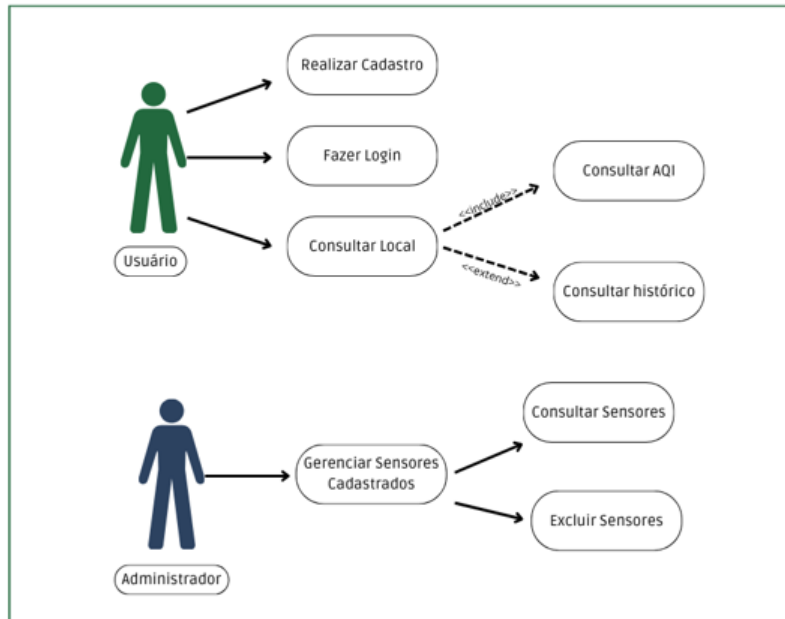 Realizar Cadastro
Fazer Login
Consultar AQI
<<include>>
Consultar Local
Usuário
<<extend>>
Consultar histórico
Consultar Sensores
Gerenciar Sensores
Cadastrados
Excluir Sensores
Administrador